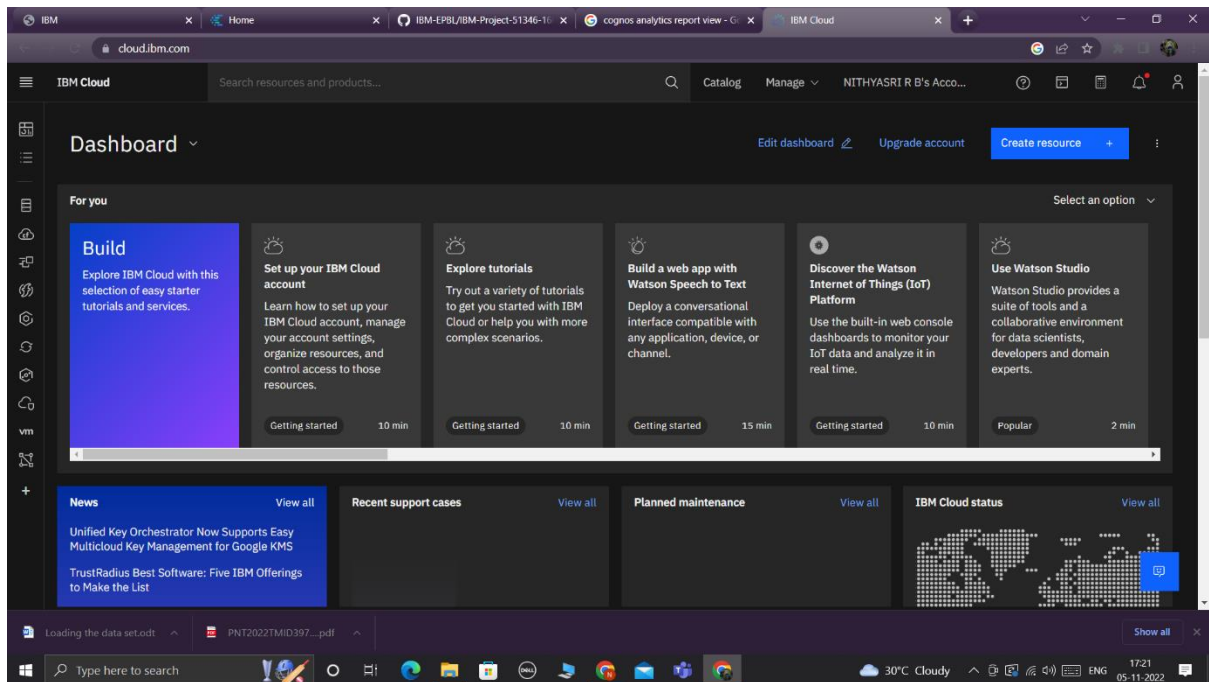 IBM
Home
IBM-EPBL/IBM-Project-51346-16
cognos analytics report view - Go
IBM Cloud
cloud.ibm.com
IBM Cloud
Search resources and products...
Catalog
Manage
NITHYASRI R B's Acco...
Dashboard
Edit dashboard
Upgrade account
Create resource +
For you
Select an option
Build
Explore IBM Cloud with this
selection of easy starter
tutorials and services.
Set up your IBM Cloud
account
Learn how to set up your
IBM Cloud account, manage
your account settings,
organize resources, and
control access to those
resources.
Getting started 10 min
Explore tutorials
Try out a variety of tutorials
to get you started with IBM
Cloud or help you with more
complex scenarios.
Getting started 10 min
Build a web app with
Watson Speech to Text
Deploy a conversational
interface compatible with
any application, device, or
channel.
Getting started 15 min
Discover the Watson
Internet of Things (IoT)
Platform
Use the built-in web console
dashboards to monitor your
IoT data and analyze it in
real time.
Getting started 10 min
Use Watson Studio
Watson Studio provides a
suite of tools and a
collaborative environment
for data scientists,
developers and domain
experts.
Popular 2 min
vm
News View all
Unified Key Orchestrator Now Supports Easy
Multicloud Key Management for Google KMS
TrustRadius Best Software: Five IBM Offerings
to Make the List
Recent support cases View all
Planned maintenance View all
IBM Cloud status View all
Loading the data set.odt
PNT2022TMID397....pdf
Show all
Type here to search
DELL
30°C Cloudy
ENG
17:21
05-11-2022